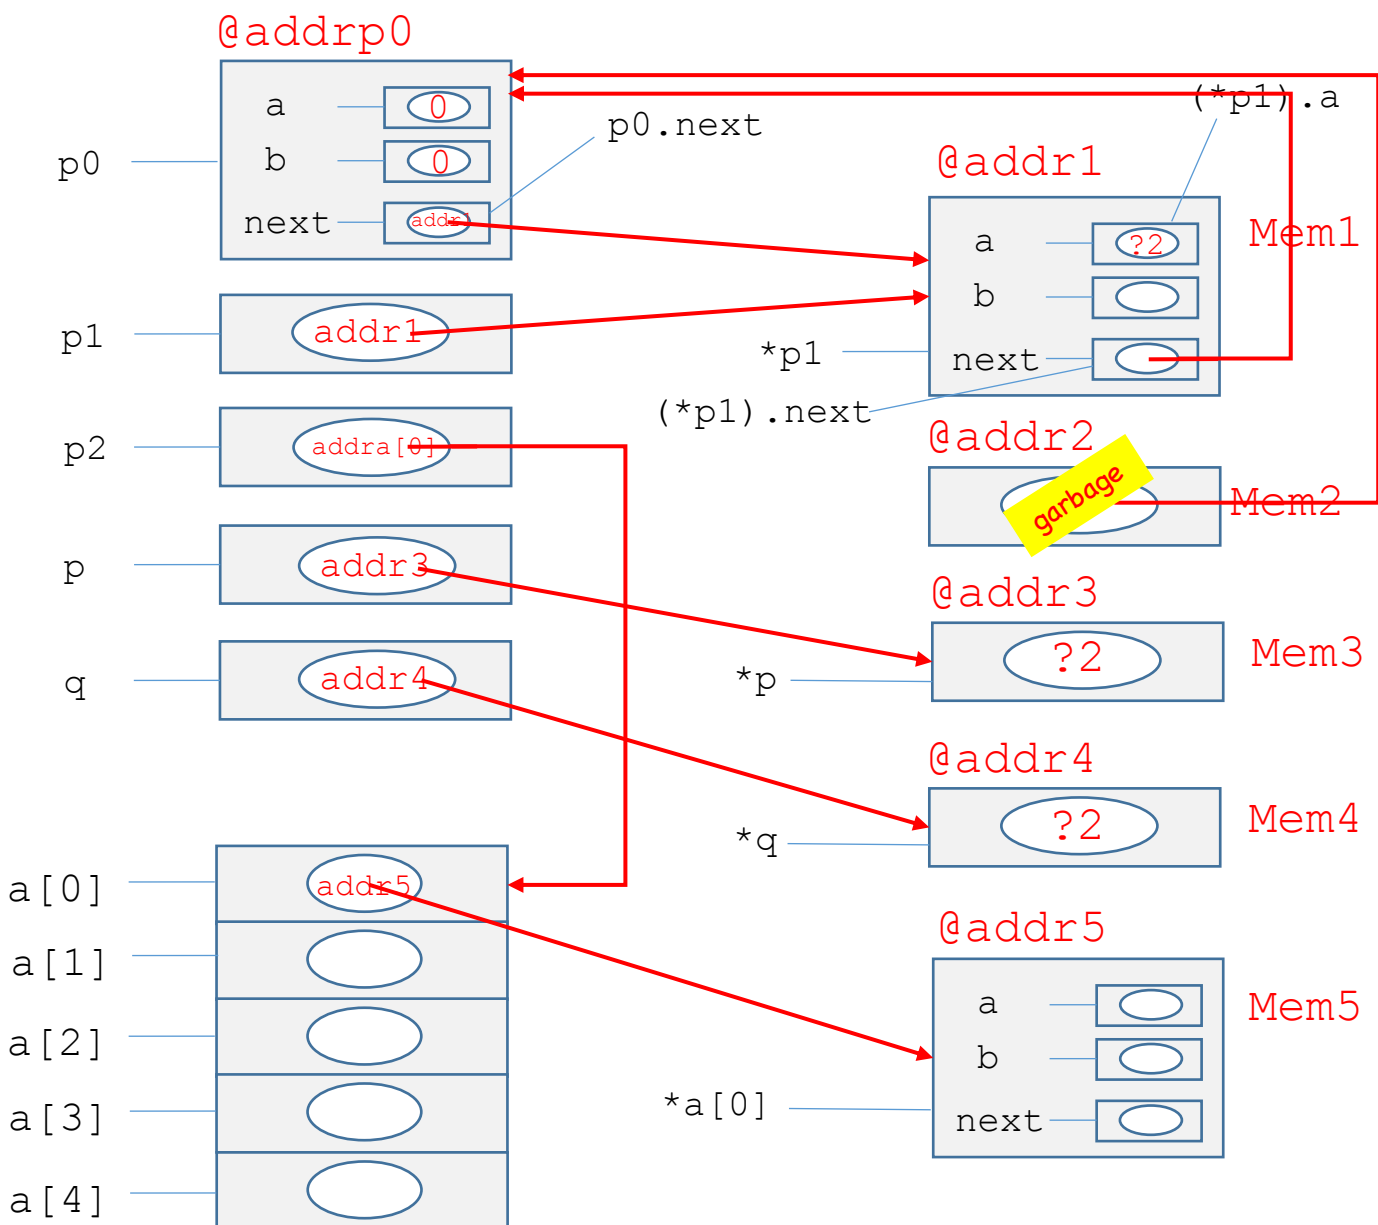 @addrp0
a 0
b 0
next addr1
p0
p0.next
(*p1).a
@addr1
Mem1
a ?2
b
next
*p1
(*p1).next
p1 addr1
p2 addra[0]
@addr2
garbage
Mem2
p addr3
@addr3
?2
Mem3
*p
q addr4
@addr4
?2
Mem4
*q
a[0] addr5
a[1]
a[2]
a[3]
a[4]
@addr5
Mem5
a
b
next
*a[0]